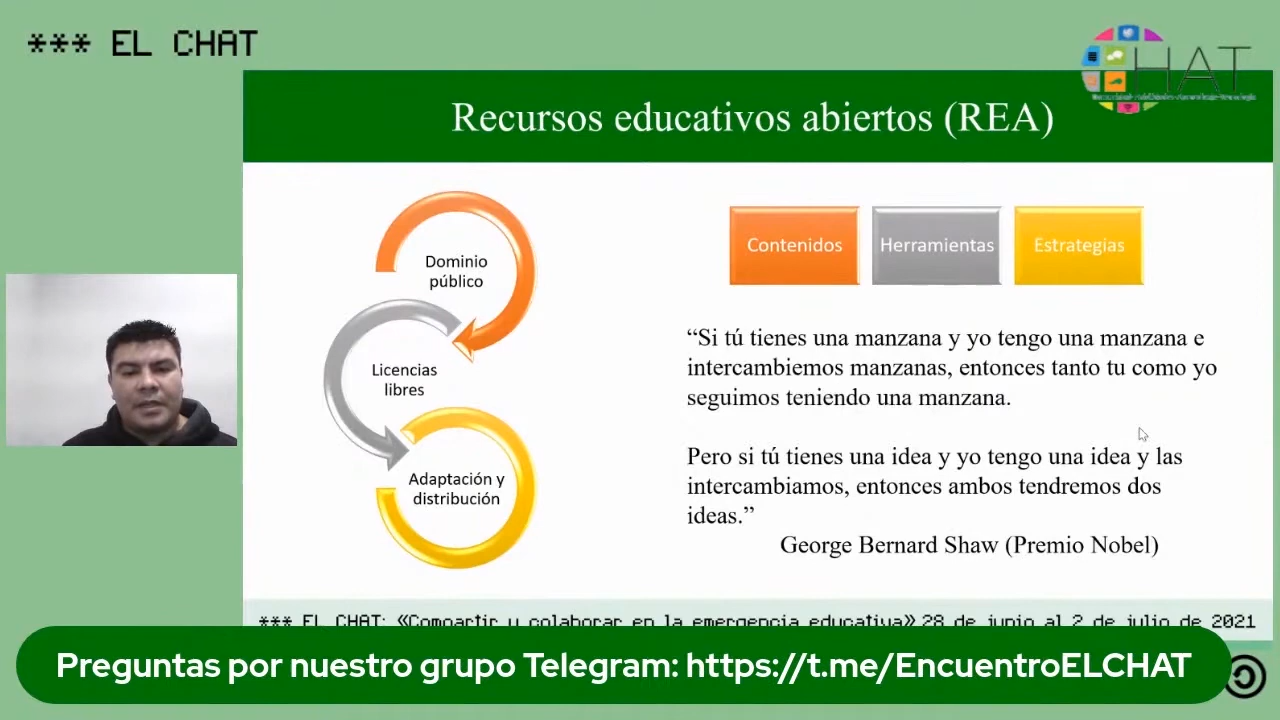 *** EL CHAT
HAT
Recursos educativos abiertos (REA)
Dominio
público
Licencias
libres
Adaptación y
distribución
Contenidos
Herramientas
Estrategias
“Si tú tienes una manzana y yo tengo una manzana e
intercambiemos manzanas, entonces tanto tu como yo
seguimos teniendo una manzana.
Pero si tú tienes una idea y yo tengo una idea y las
intercambiamos, entonces ambos tendremos dos
ideas.”
George Bernard Shaw (Premio Nobel)
*** EL CHAT: «Compartir y colaborar en la emergencia educativa» 28 de junio al 2 de julio de 2021
Preguntas por nuestro grupo Telegram: https://t.me/EncuentroELCHAT